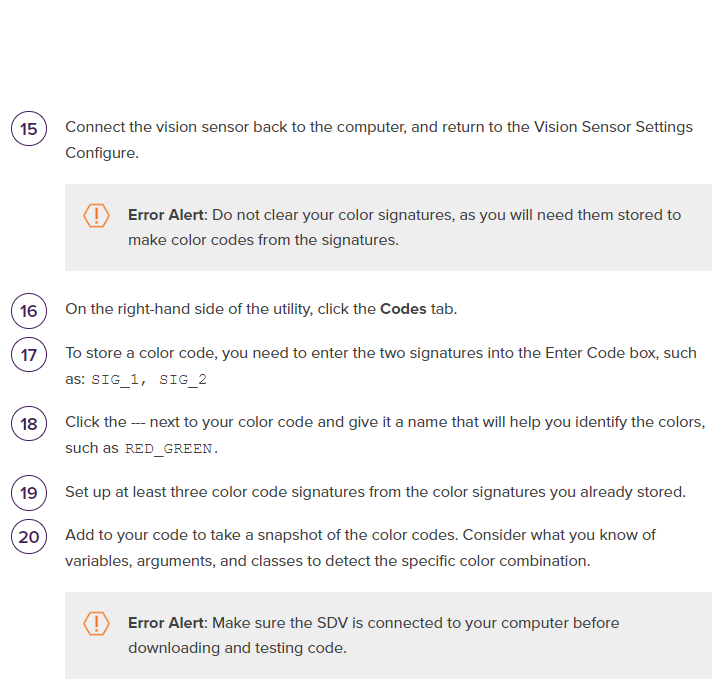 15 Connect the vision sensor back to the computer, and return to the Vision Sensor Settings
Configure.
Error Alert: Do not clear your color signatures, as you will need them stored to
make color codes from the signatures.
16 On the right-hand side of the utility, click the Codes tab.
17 To store a color code, you need to enter the two signatures into the Enter Code box, such
as: SIG_1, SIG_2
18 Click the --- next to your color code and give it a name that will help you identify the colors,
such as RED_GREEN.
19 Set up at least three color code signatures from the color signatures you already stored.
20 Add to your code to take a snapshot of the color codes. Consider what you know of
variables, arguments, and classes to detect the specific color combination.
Error Alert: Make sure the SDV is connected to your computer before
downloading and testing code.